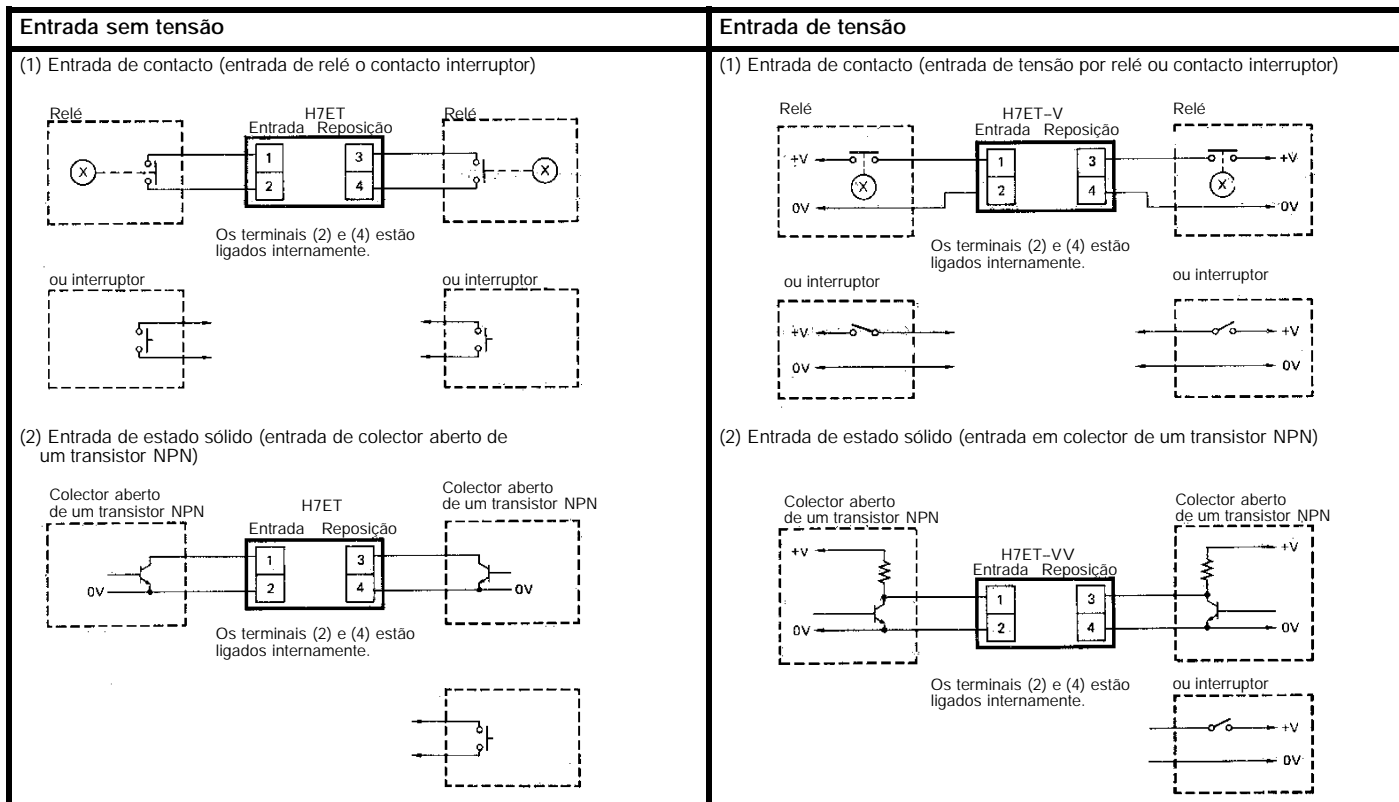 Entrada sem tensão
(1) Entrada de contacto (entrada de relé o contacto interruptor)
Relé
H7ET
Relé
Entrada Reposição
1
3
2
4
X
X
Os terminais (2) e (4) estão
ligados internamente.
ou interruptor
ou interruptor
(2) Entrada de estado sólido (entrada de colector aberto de
um transistor NPN)
Colector aberto
de um transistor NPN
H7ET
Colector aberto
de um transistor NPN
Entrada Reposição
1
3
0V
2
4
0V
Os terminais (2) e (4) estão
ligados internamente.
Entrada de tensão
(1) Entrada de contacto (entrada de tensão por relé ou contacto interruptor)
Relé
H7ET-V
Relé
Entrada Reposição
+V
1
3
+V
X
2
4
X
0V
0V
Os terminais (2) e (4) estão
ligados internamente.
ou interruptor
ou interruptor
+V
+V
0V
0V
(2) Entrada de estado sólido (entrada em colector de um transistor NPN)
Colector aberto
de um transistor NPN
Colector aberto
de um transistor NPN
+V
H7ET-VV
+V
Entrada Reposição
1
3
0V
2
4
0V
Os terminais (2) e (4) estão
ligados internamente.
ou interruptor
+V
0V